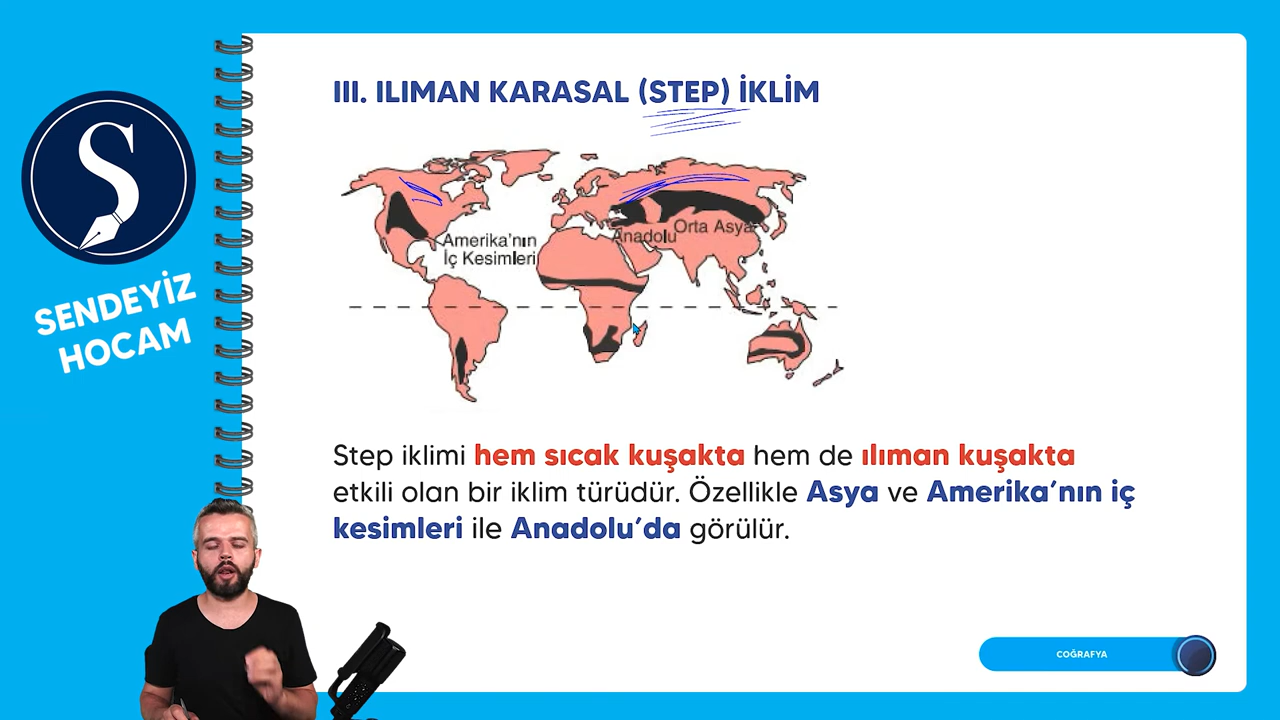 III. ILIMAN KARASAL (STEP) İKLİM
S
SENDEYİZ
HOCAM
Amerika'nın
İç Kesimleri
Anadolu
Orta Asya
Step iklimi hem sıcak kuşakta hem de ılıman kuşakta
etkili olan bir iklim türüdür. Özellikle Asya ve Amerika'nın iç
kesimleri ile Anadolu'da görülür.
COĞRAFYA